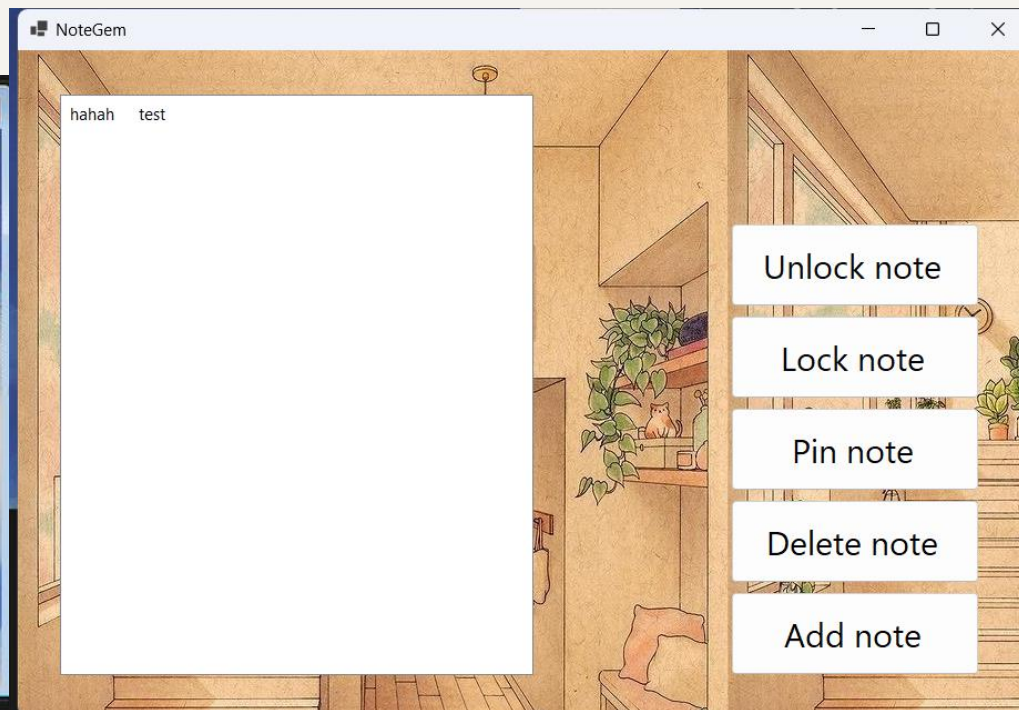 NoteGem
hahah test
Unlock note
Lock note
Pin note
Delete note
Add note